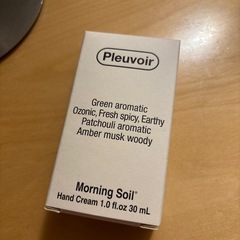 Pleuvoir
Green aromatic
Ozonic, Fresh spicy, Earthy
Patchouli aromatic
Amber musk woody
Morning Soil®
Hand Cream 1.0 fl.oz 30 mL